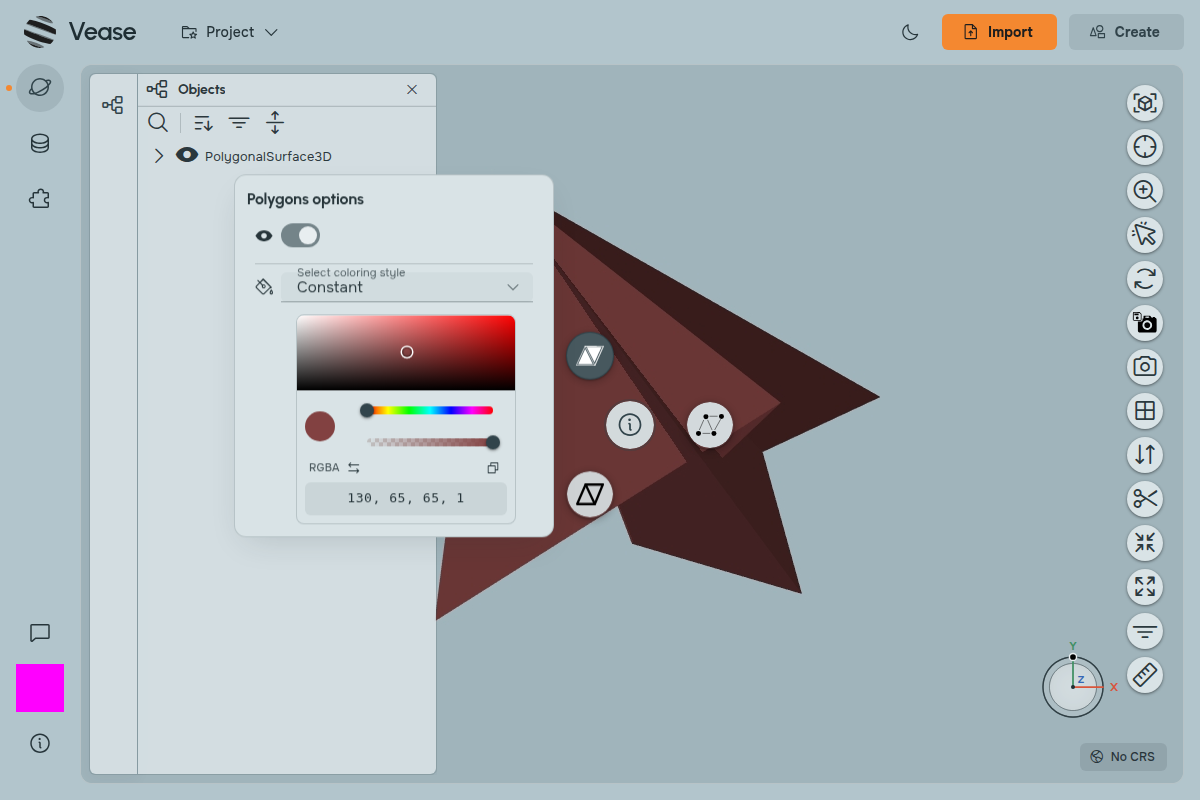 Vease
Project
Import
Create
Objects
PolygonalSurface3D
Polygons options
Select coloring style
Constant
RGBA
130, 65, 65, 1
Y
Z
X
No CRS